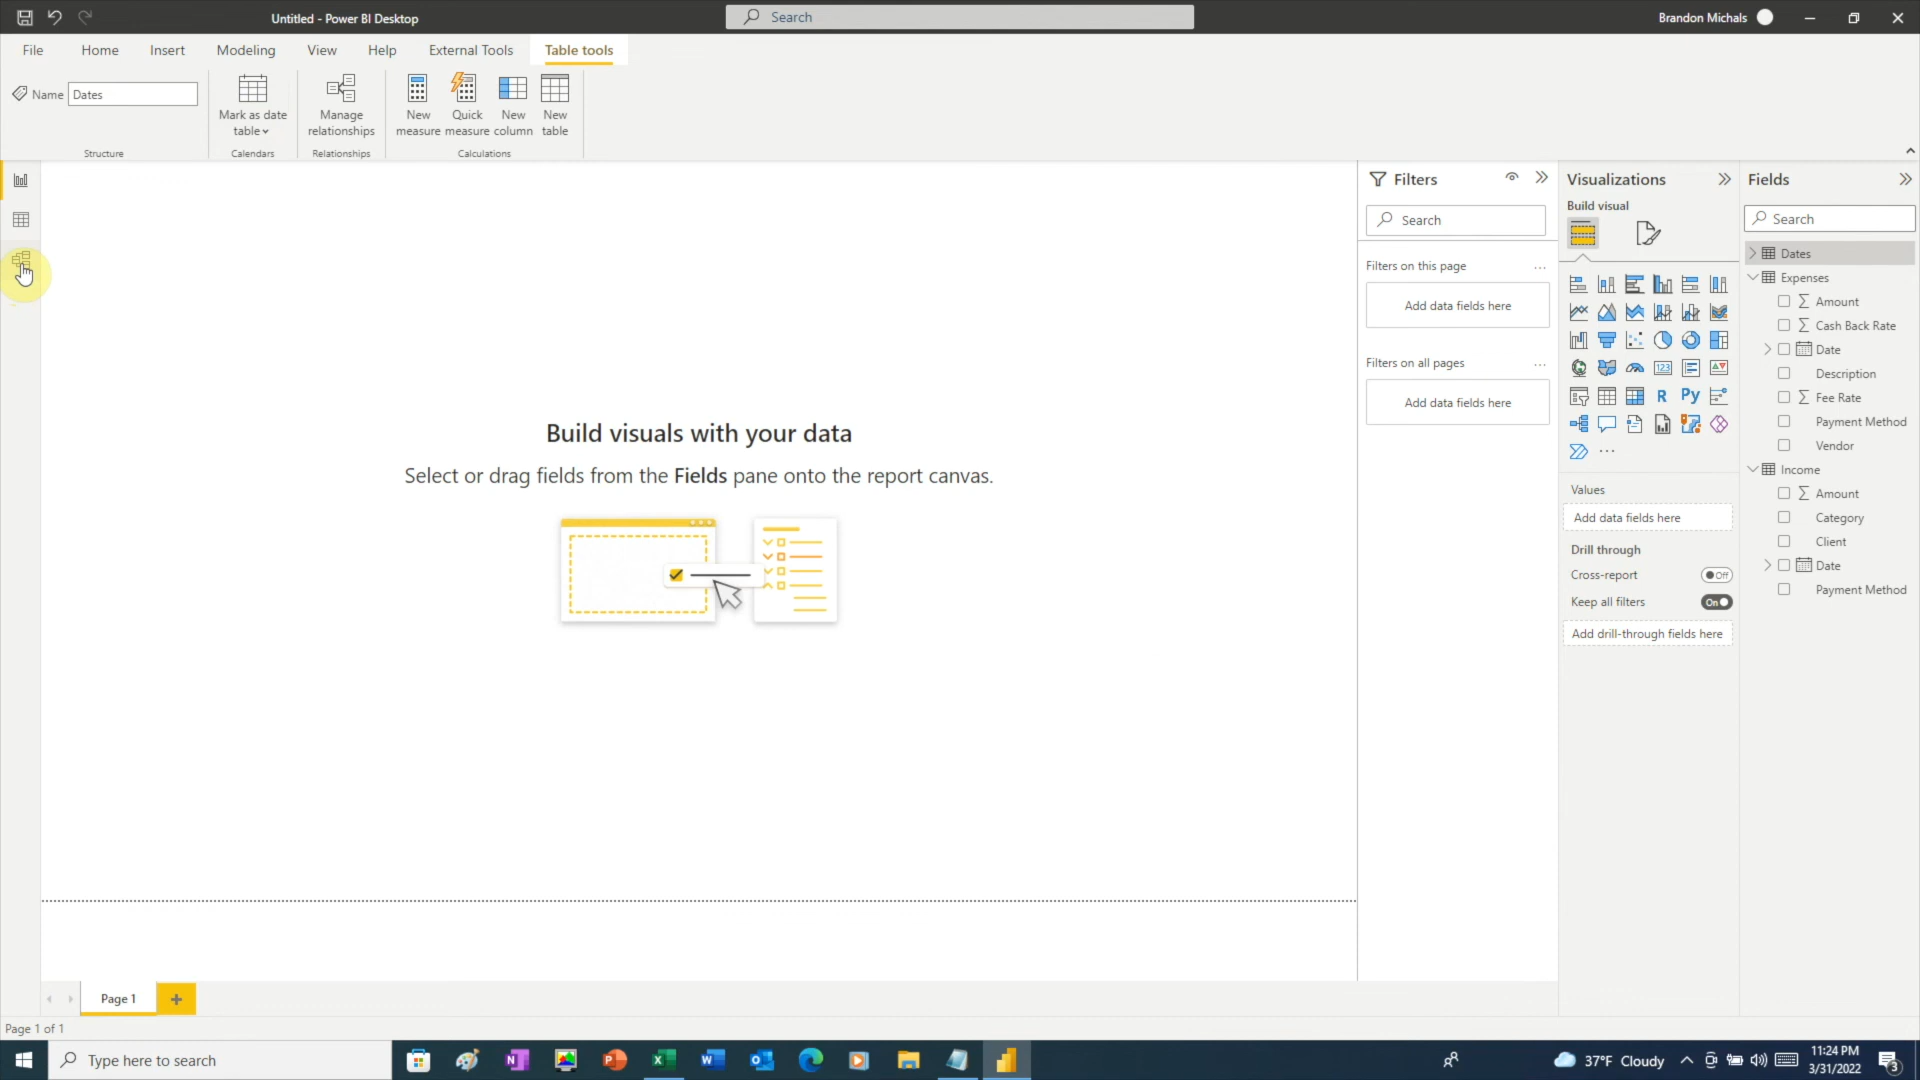 Untitled - Power BI Desktop
Search
Brandon Michals
File
Home
Insert
Modeling
View
Help
External Tools
Table tools
Name
Dates
Structure
Mark as date
table
Calendars
Manage
relationships
Relationships
New
measure
Quick
measure
New
column
New
table
Calculations
Build visuals with your data
Select or drag fields from the Fields pane onto the report canvas.
Filters
Search
Filters on this page
...
Add data fields here
Filters on all pages
...
Add data fields here
Visualizations
Build visual
123
R
Py
...
Values
Add data fields here
Drill through
Cross-report
Off
Keep all filters
On
Add drill-through fields here
Fields
Search
Dates
Expenses
∑ Amount
∑ Cash Back Rate
Date
Description
∑ Fee Rate
Payment Method
Vendor
Income
∑ Amount
Category
Client
Date
Payment Method
Page 1
+
Page 1 of 1
Type here to search
37°F Cloudy
11:24 PM
3/31/2022
3